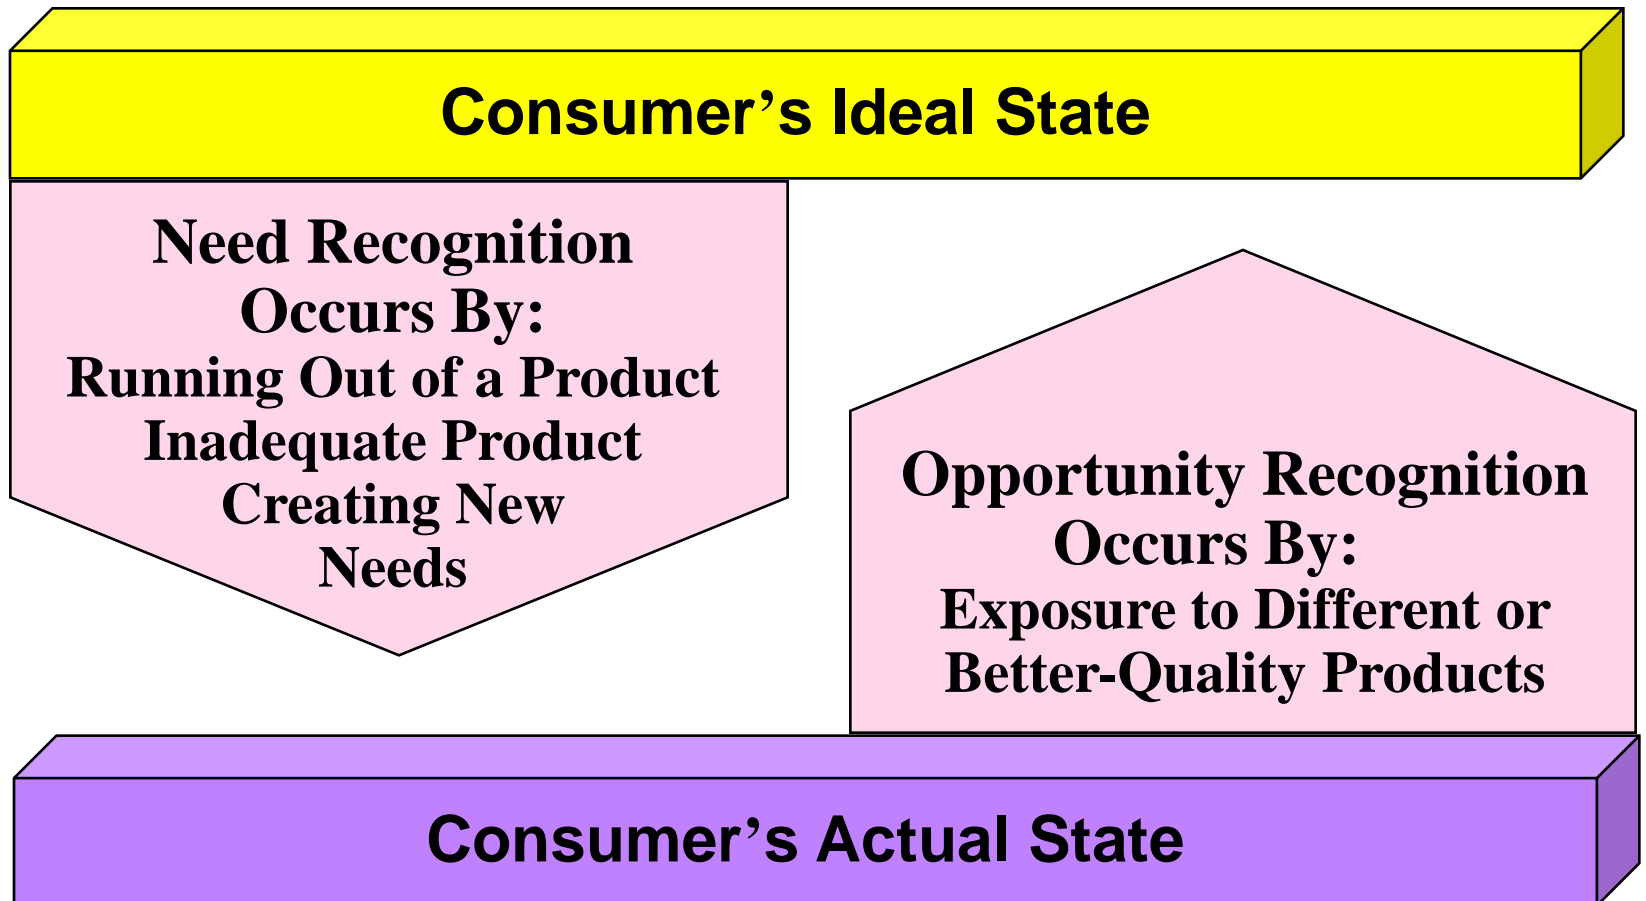 Consumer’s Ideal State
Need Recognition
Occurs By:
Running Out of a Product
Inadequate Product
Creating New
Needs
Opportunity Recognition
Occurs By:
Exposure to Different or
Better-Quality Products
Consumer’s Actual State